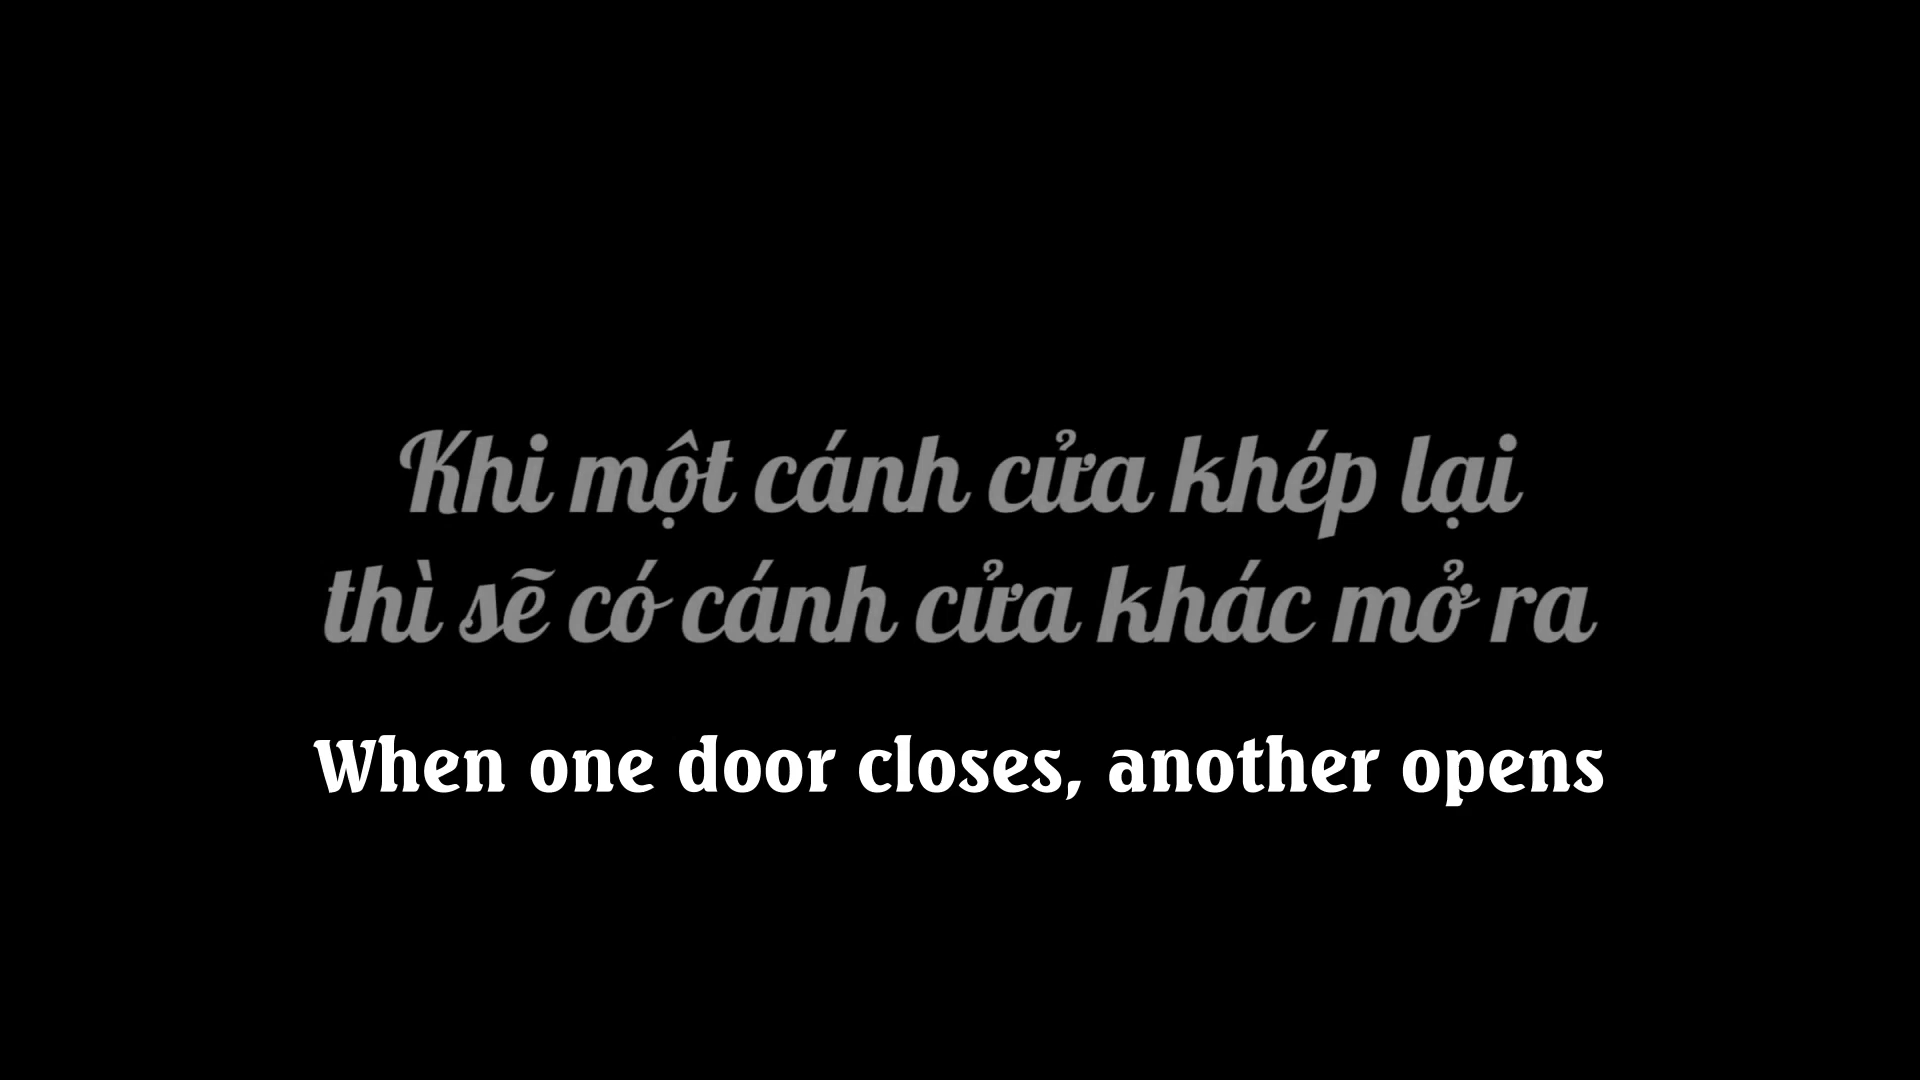 Khi một cánh cửa khép lại
thì sẽ có cánh cửa khác mở ra
When one door closes, another opens